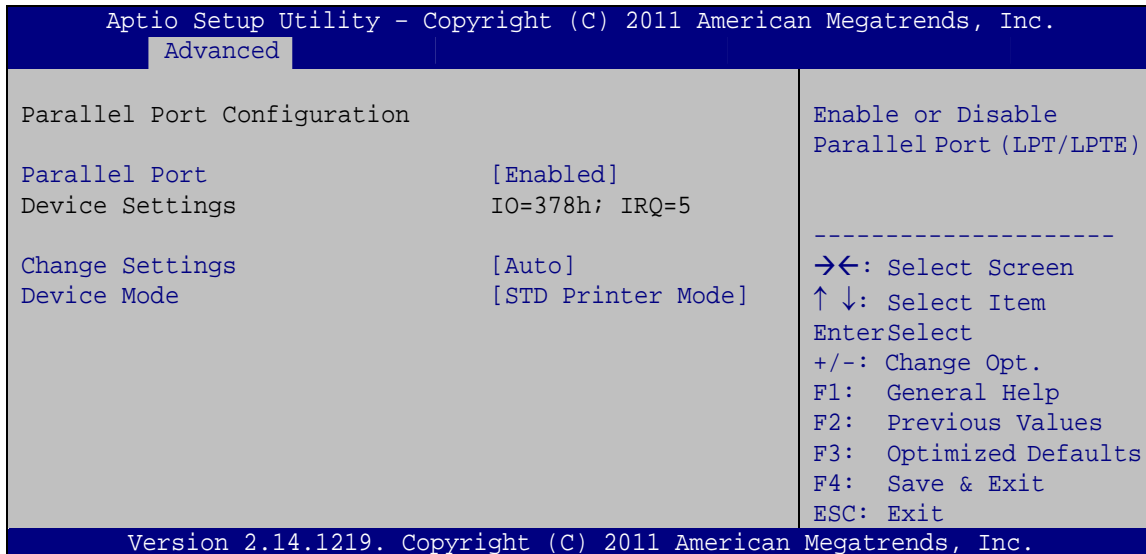 Aptio Setup Utility – Copyright (C) 2011 American Megatrends, Inc.
Advanced
Parallel Port Configuration
Parallel Port [Enabled]
Device Settings IO=378h; IRQ=5
Change Settings [Auto]
Device Mode [STD Printer Mode]
Enable or Disable
Parallel Port (LPT/LPTE)
---------------------
→←: Select Screen
↑ ↓: Select Item
EnterSelect
+/-: Change Opt.
F1: General Help
F2: Previous Values
F3: Optimized Defaults
F4: Save & Exit
ESC: Exit
Version 2.14.1219. Copyright (C) 2011 American Megatrends, Inc.